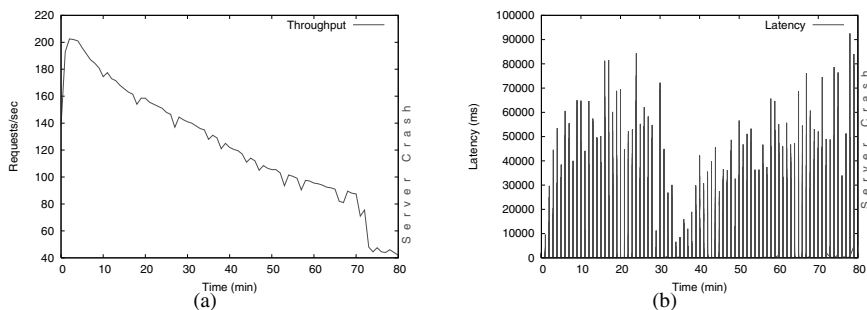 Throughput
220
200
180
160
140
120
100
80
60
40
Requests/sec
0 10 20 30 40 50 60 70 80
Time (min)
Server Crash
(a)
Latency
100000
90000
80000
70000
60000
50000
40000
30000
20000
10000
0
Latency (ms)
0 10 20 30 40 50 60 70 80
Time (min)
Server Crash
(b)